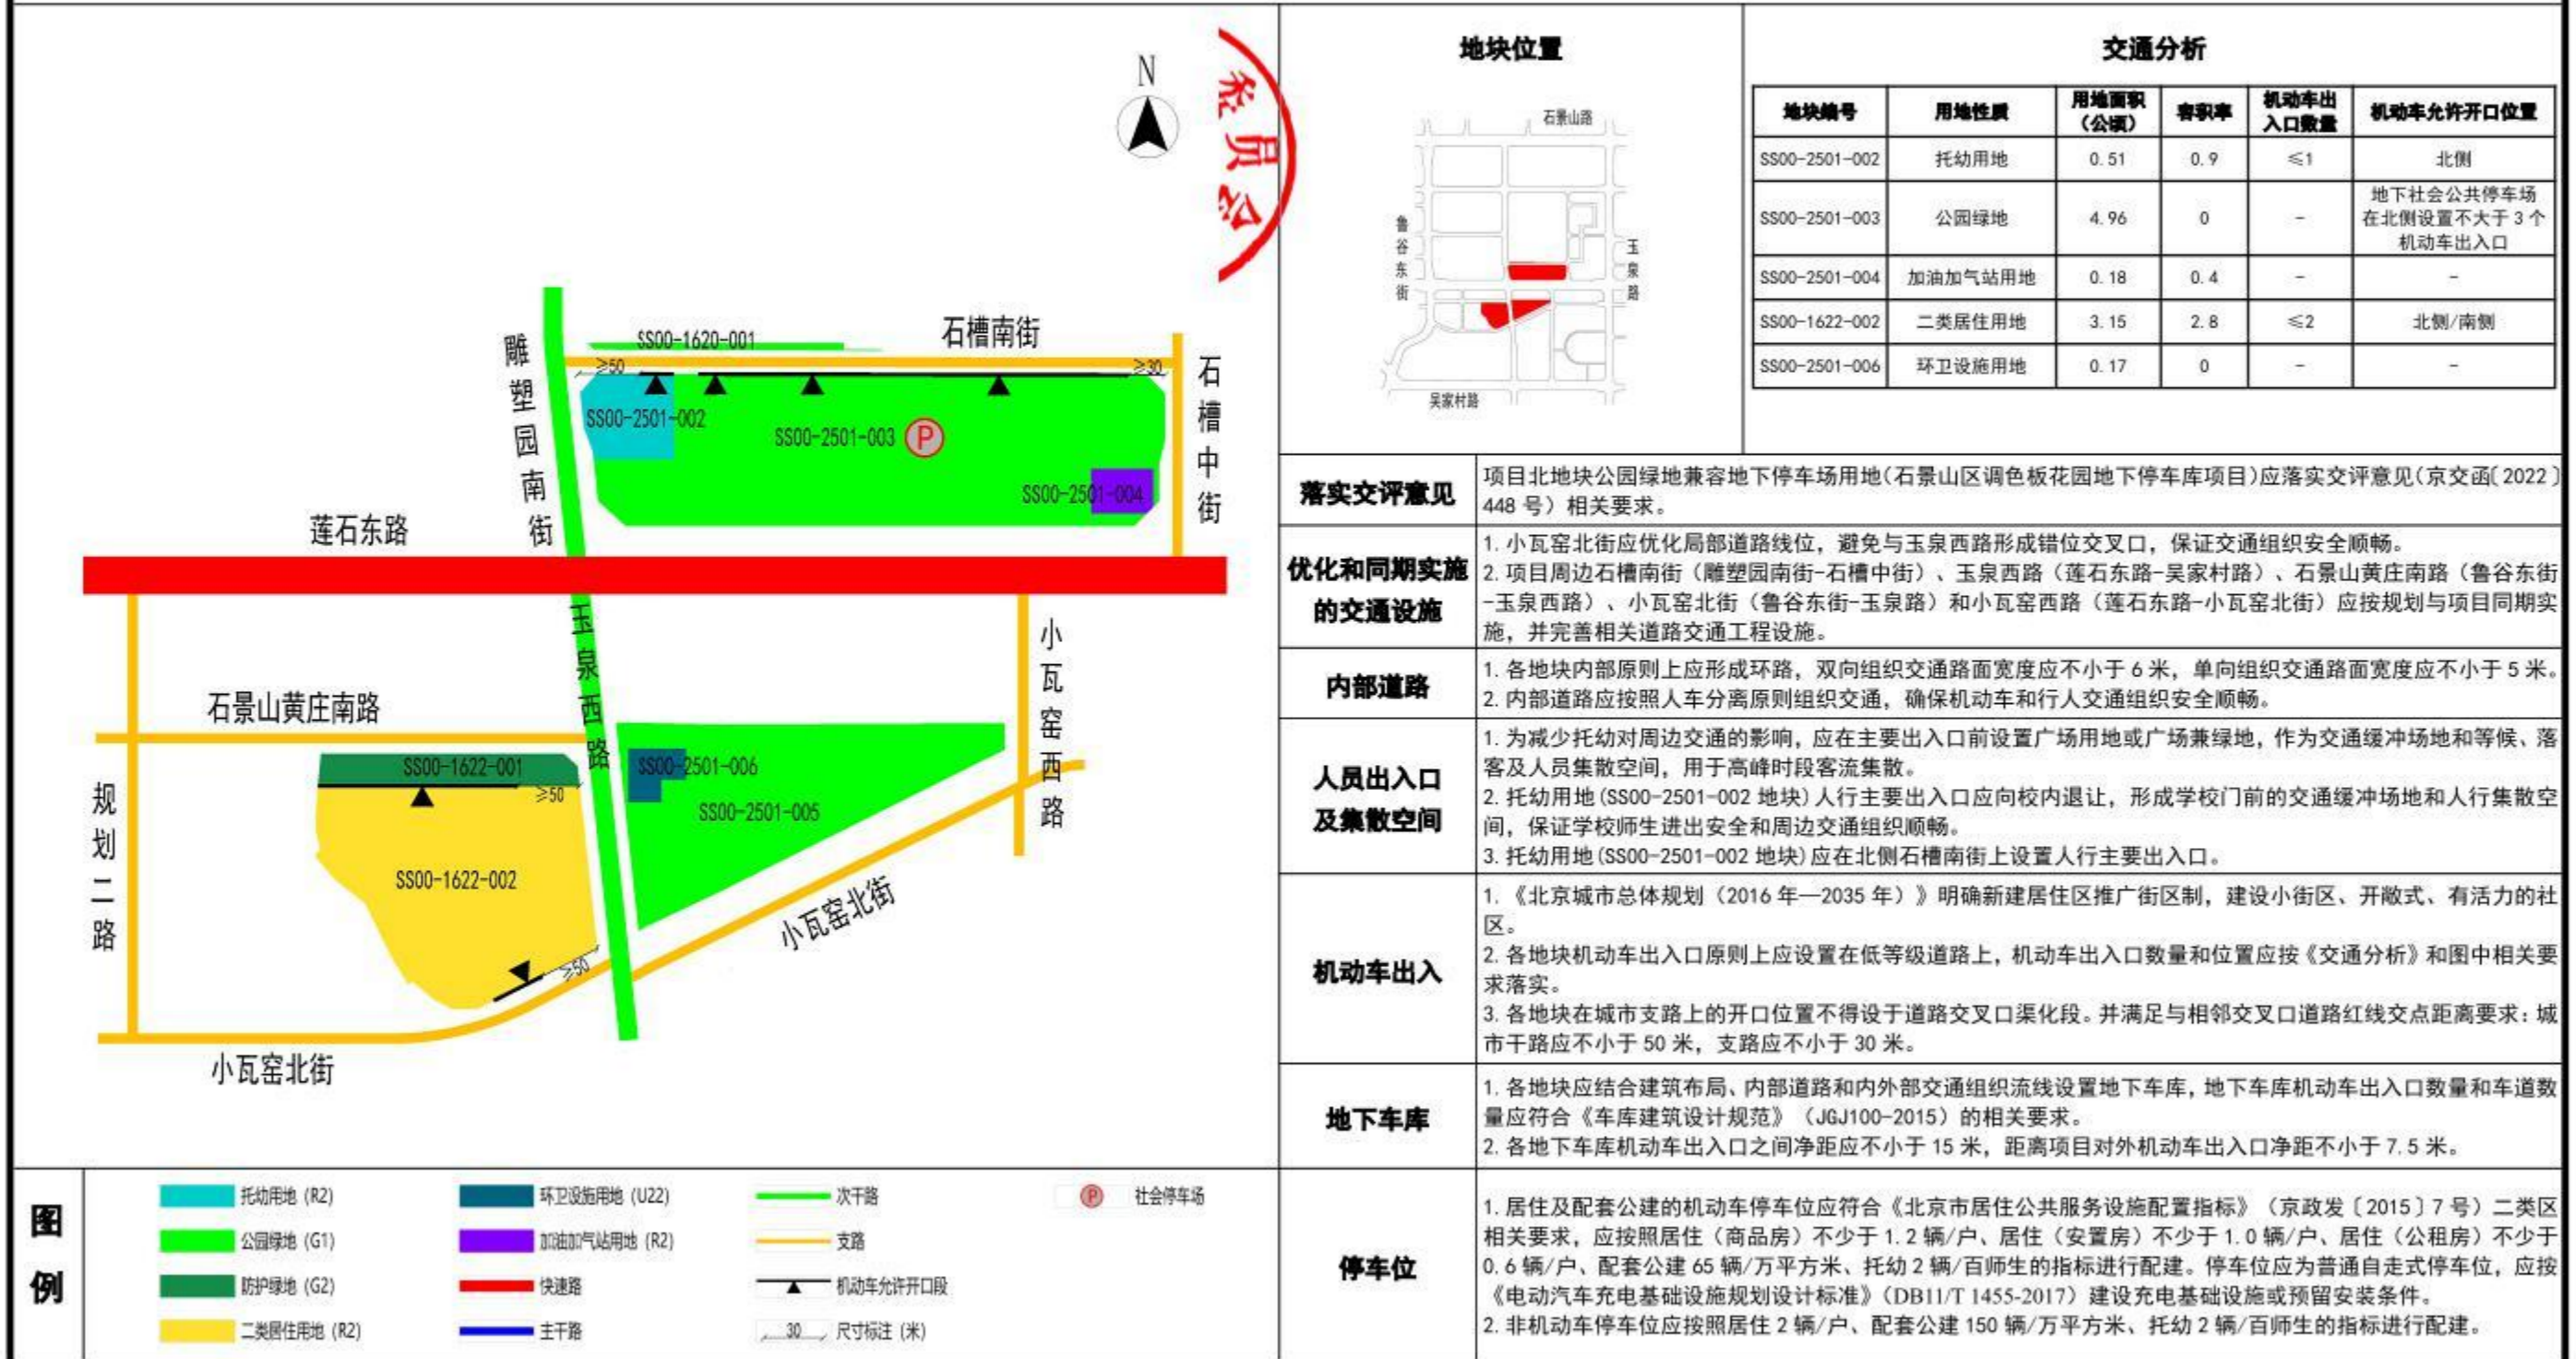 N
委
员
会
雕塑园南街
SS00-1620-001
石槽南街
≥50
≥30
石槽中街
SS00-2501-002
SS00-2501-003
P
SS00-2501-004
莲石东路
玉泉西路
小瓦窑西路
石景山黄庄南路
规划二路
SS00-1622-001
≥50
SS00-2501-006
SS00-2501-005
SS00-1622-002
≥50
小瓦窑北街
小瓦窑北街
图例
托幼用地 (R2)
公园绿地 (G1)
防护绿地 (G2)
二类居住用地 (R2)
环卫设施用地 (U22)
加油加气站用地 (R2)
快速路
主干路
次干路
支路
机动车允许开口段
30 尺寸标注 (米)
P 社会停车场
地块位置
石景山路
鲁谷东街
玉泉路
吴家村路
交通分析
地块编号 用地性质 用地面积（公顷） 容积率 机动车出入口数量 机动车允许开口位置
SS00-2501-002 托幼用地 0.51 0.9 ≤1 北侧
SS00-2501-003 公园绿地 4.96 0 - 地下社会公共停车场在北侧设置不大于 3 个机动车出入口
SS00-2501-004 加油加气站用地 0.18 0.4 - -
SS00-1622-002 二类居住用地 3.15 2.8 ≤2 北侧/南侧
SS00-2501-006 环卫设施用地 0.17 0 - -
落实交评意见
项目北地块公园绿地兼容地下停车场用地(石景山区调色板花园地下停车库项目)应落实交评意见(京交函〔2022〕
448 号）相关要求。
优化和同期实施
的交通设施
1. 小瓦窑北街应优化局部道路线位，避免与玉泉西路形成错位交叉口，保证交通组织安全顺畅。
2. 项目周边石槽南街（雕塑园南街-石槽中街）、玉泉西路（莲石东路-吴家村路）、石景山黄庄南路（鲁谷东街
-玉泉西路）、小瓦窑北街（鲁谷东街-玉泉路）和小瓦窑西路（莲石东路-小瓦窑北街）应按规划与项目同期实
施，并完善相关道路交通工程设施。
内部道路
1. 各地块内部原则上应形成环路，双向组织交通路面宽度应不小于 6 米，单向组织交通路面宽度应不小于 5 米。
2. 内部道路应按照人车分离原则组织交通，确保机动车和行人交通组织安全顺畅。
人员出入口
及集散空间
1. 为减少托幼对周边交通的影响，应在主要出入口前设置广场用地或广场兼绿地，作为交通缓冲场地和等候、落
客及人员集散空间，用于高峰时段客流集散。
2. 托幼用地(SS00-2501-002 地块)人行主要出入口应向校内退让，形成学校门前的交通缓冲场地和人行集散空
间，保证学校师生进出安全和周边交通组织顺畅。
3. 托幼用地(SS00-2501-002 地块)应在北侧石槽南街上设置人行主要出入口。
机动车出入
1. 《北京城市总体规划（2016 年—2035 年）》明确新建居住区推广街区制，建设小街区、开敞式、有活力的社
区。
2. 各地块机动车出入口原则上应设置在低等级道路上，机动车出入口数量和位置应按《交通分析》和图中相关要
求落实。
3. 各地块在城市支路上的开口位置不得设于道路交叉口渠化段。并满足与相邻交叉口道路红线交点距离要求：城
市干路应不小于 50 米，支路应不小于 30 米。
地下车库
1. 各地块应结合建筑布局、内部道路和内外部交通组织流线设置地下车库，地下车库机动车出入口数量和车道数
量应符合《车库建筑设计规范》（JGJ100-2015）的相关要求。
2. 各地下车库机动车出入口之间净距应不小于 15 米，距离项目对外机动车出入口净距不小于 7.5 米。
停车位
1. 居住及配套公建的机动车停车位应符合《北京市居住公共服务设施配置指标》（京政发〔2015〕7 号）二类区
相关要求，应按照居住（商品房）不少于 1.2 辆/户、居住（安置房）不少于 1.0 辆/户、居住（公租房）不少于
0.6 辆/户、配套公建 65 辆/万平方米、托幼 2 辆/百师生的指标进行配建。停车位应为普通自走式停车位，应按
《电动汽车充电基础设施规划设计标准》（DB11/T 1455-2017）建设充电基础设施或预留安装条件。
2. 非机动车停车位应按照居住 2 辆/户、配套公建 150 辆/万平方米、托幼 2 辆/百师生的指标进行配建。